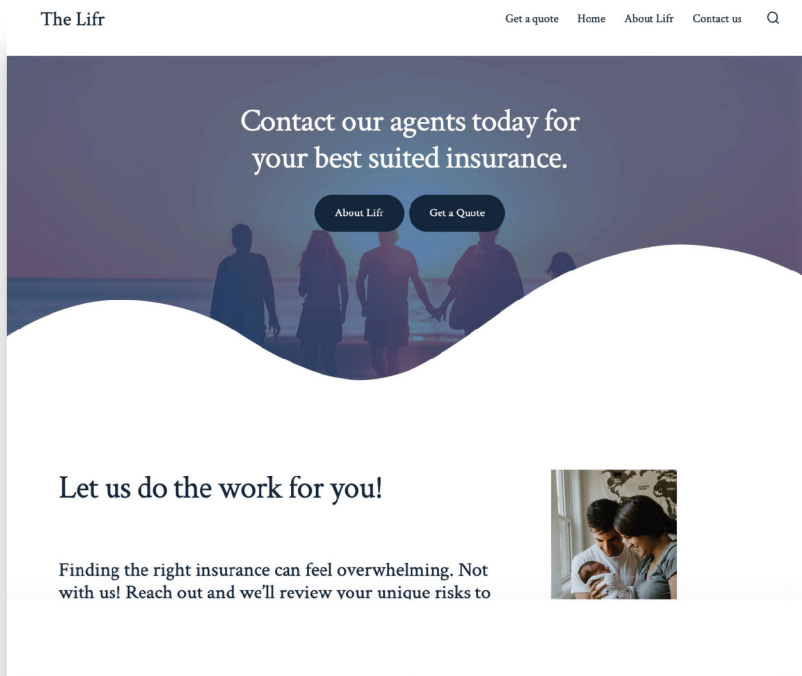 The Lifr
Get a quote Home About Lifr Contact us
Contact our agents today for
your best suited insurance.
About Lifr Get a Quote
Let us do the work for you!
Finding the right insurance can feel overwhelming. Not
with us! Reach out and we'll review your unique risks to